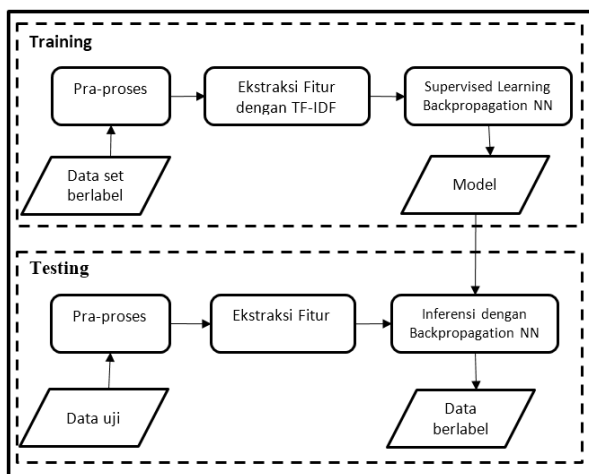 Training
Pra-proses
Ekstraksi Fitur
dengan TF-IDF
Supervised Learning
Backpropagation NN
Data set
berlabel
Model
Testing
Pra-proses
Ekstraksi Fitur
Inferensi dengan
Backpropagation NN
Data uji
Data
berlabel